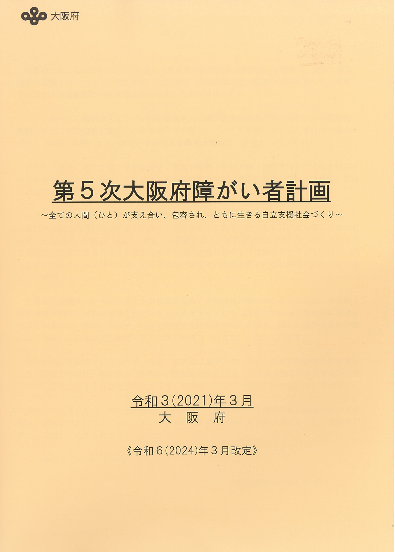 大阪府
第５次大阪府障がい者計画
～全ての人間（ひと）が支え合い、包容され、ともに生きる自立支援社会づくり～
令和３(2021)年３月
大　阪　府
《令和６(2024)年３月改定》